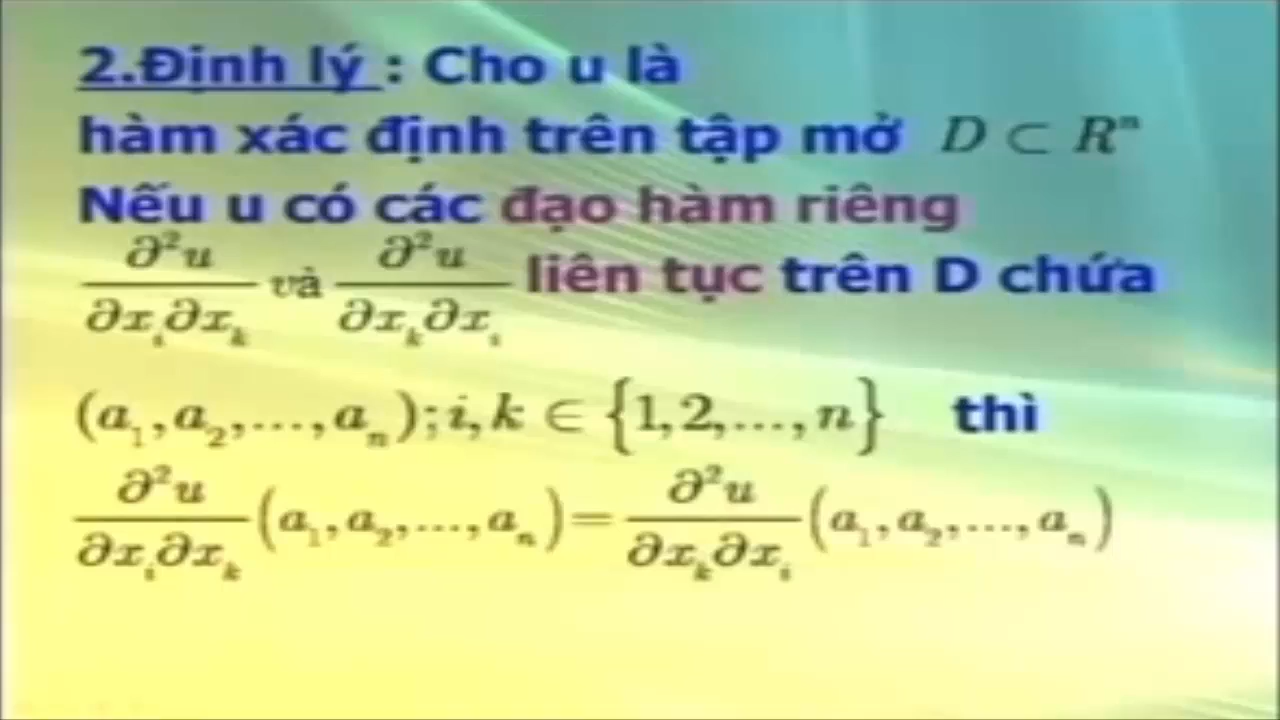 2.Định lý : Cho u là
hàm xác định trên tập mở D ⊂ Rⁿ
Nếu u có các đạo hàm riêng
∂²u/∂xᵢ∂xₖ và ∂²u/∂xₖ∂xᵢ liên tục trên D chứa
(a₁,a₂,...,aₙ);i,k ∈ {1,2,...,n} thì
∂²u/∂xᵢ∂xₖ (a₁,a₂,...,aₙ)= ∂²u/∂xₖ∂xᵢ (a₁,a₂,...,aₙ)